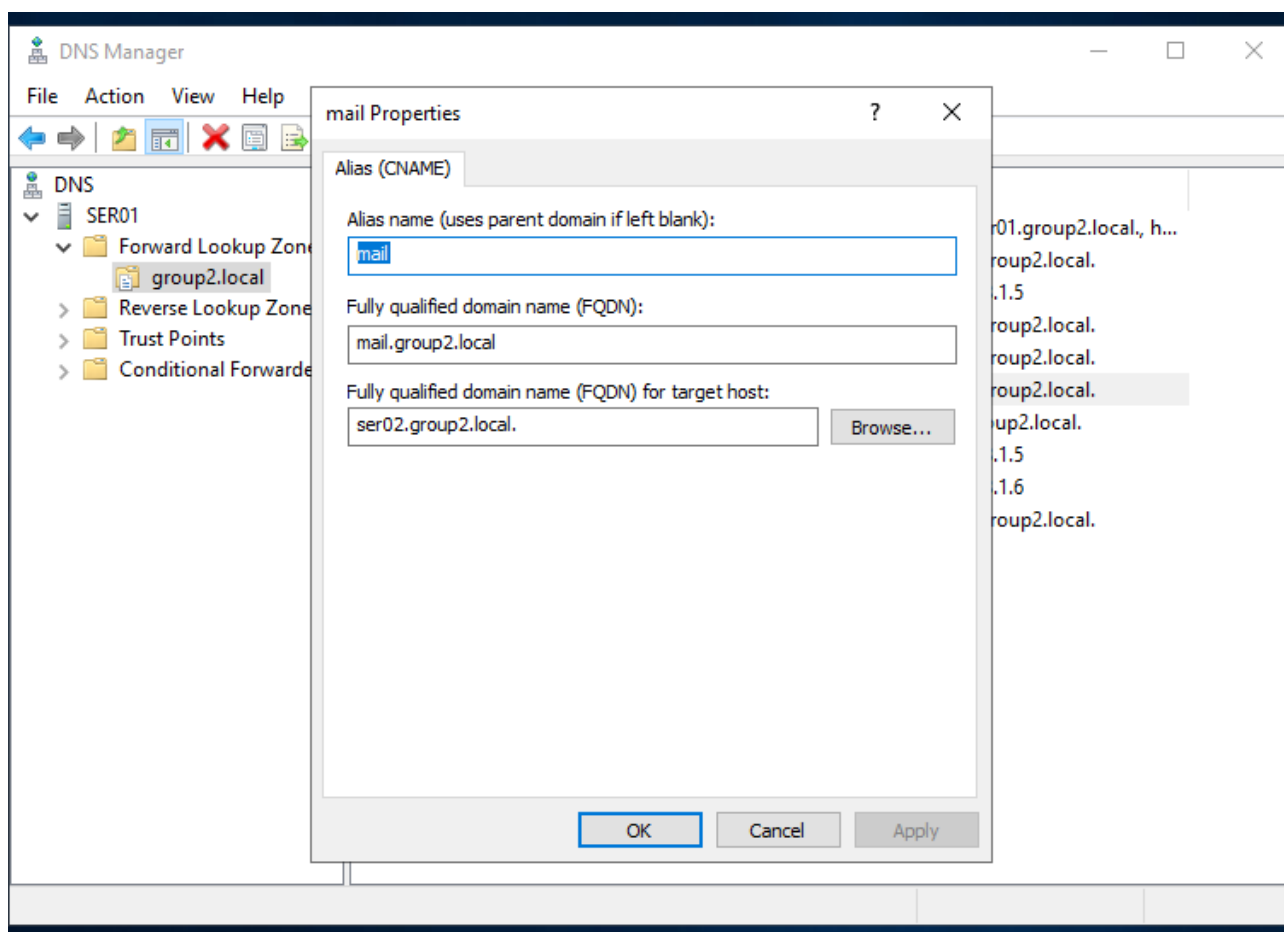 DNS Manager
File Action View Help
mail Properties
?
Alias (CNAME)
DNS
SER01
Forward Lookup Zone
group2.local
Reverse Lookup Zone
Trust Points
Conditional Forwarde
Alias name (uses parent domain if left blank):
mail
Fully qualified domain name (FQDN):
mail.group2.local
Fully qualified domain name (FQDN) for target host:
ser02.group2.local.
Browse...
OK Cancel Apply
r01.group2.local., h...
roup2.local.
.1.5
roup2.local.
roup2.local.
roup2.local.
up2.local.
.1.5
.1.6
roup2.local.